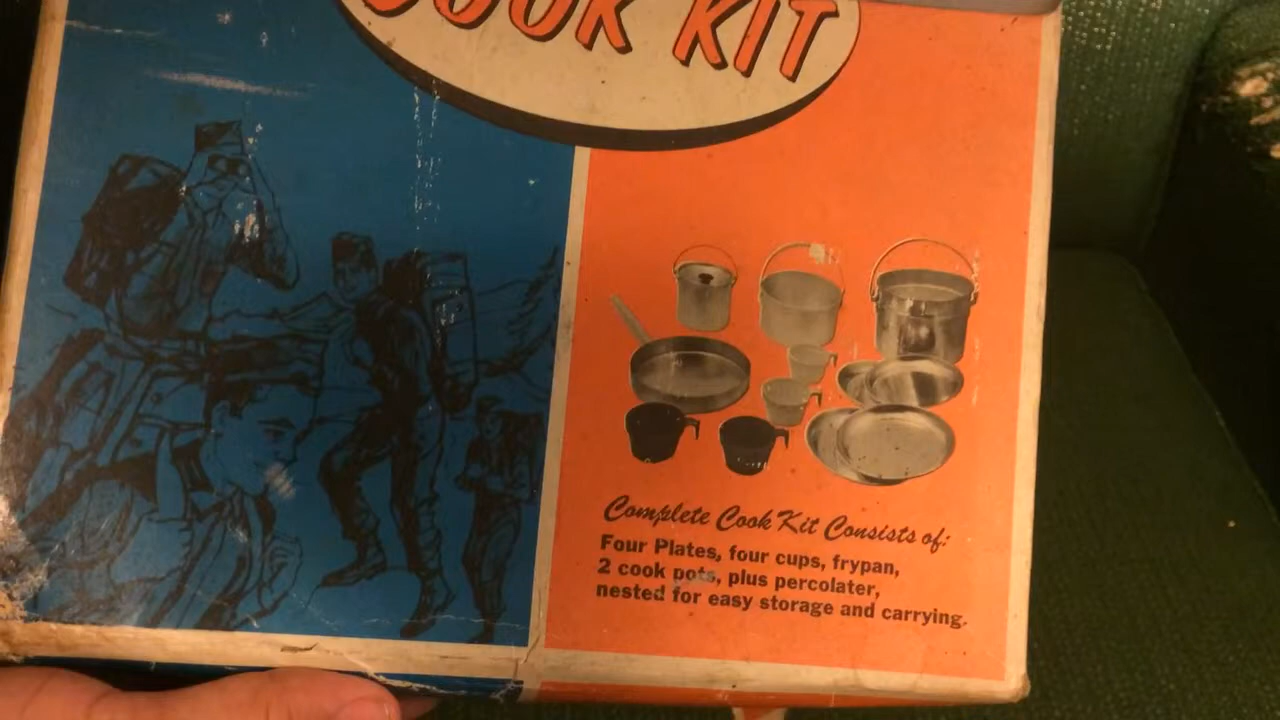 COOK KIT
Complete Cook Kit Consists of:
Four Plates, four cups, frypan,
2 cook pots, plus percolater,
nested for easy storage and carrying.